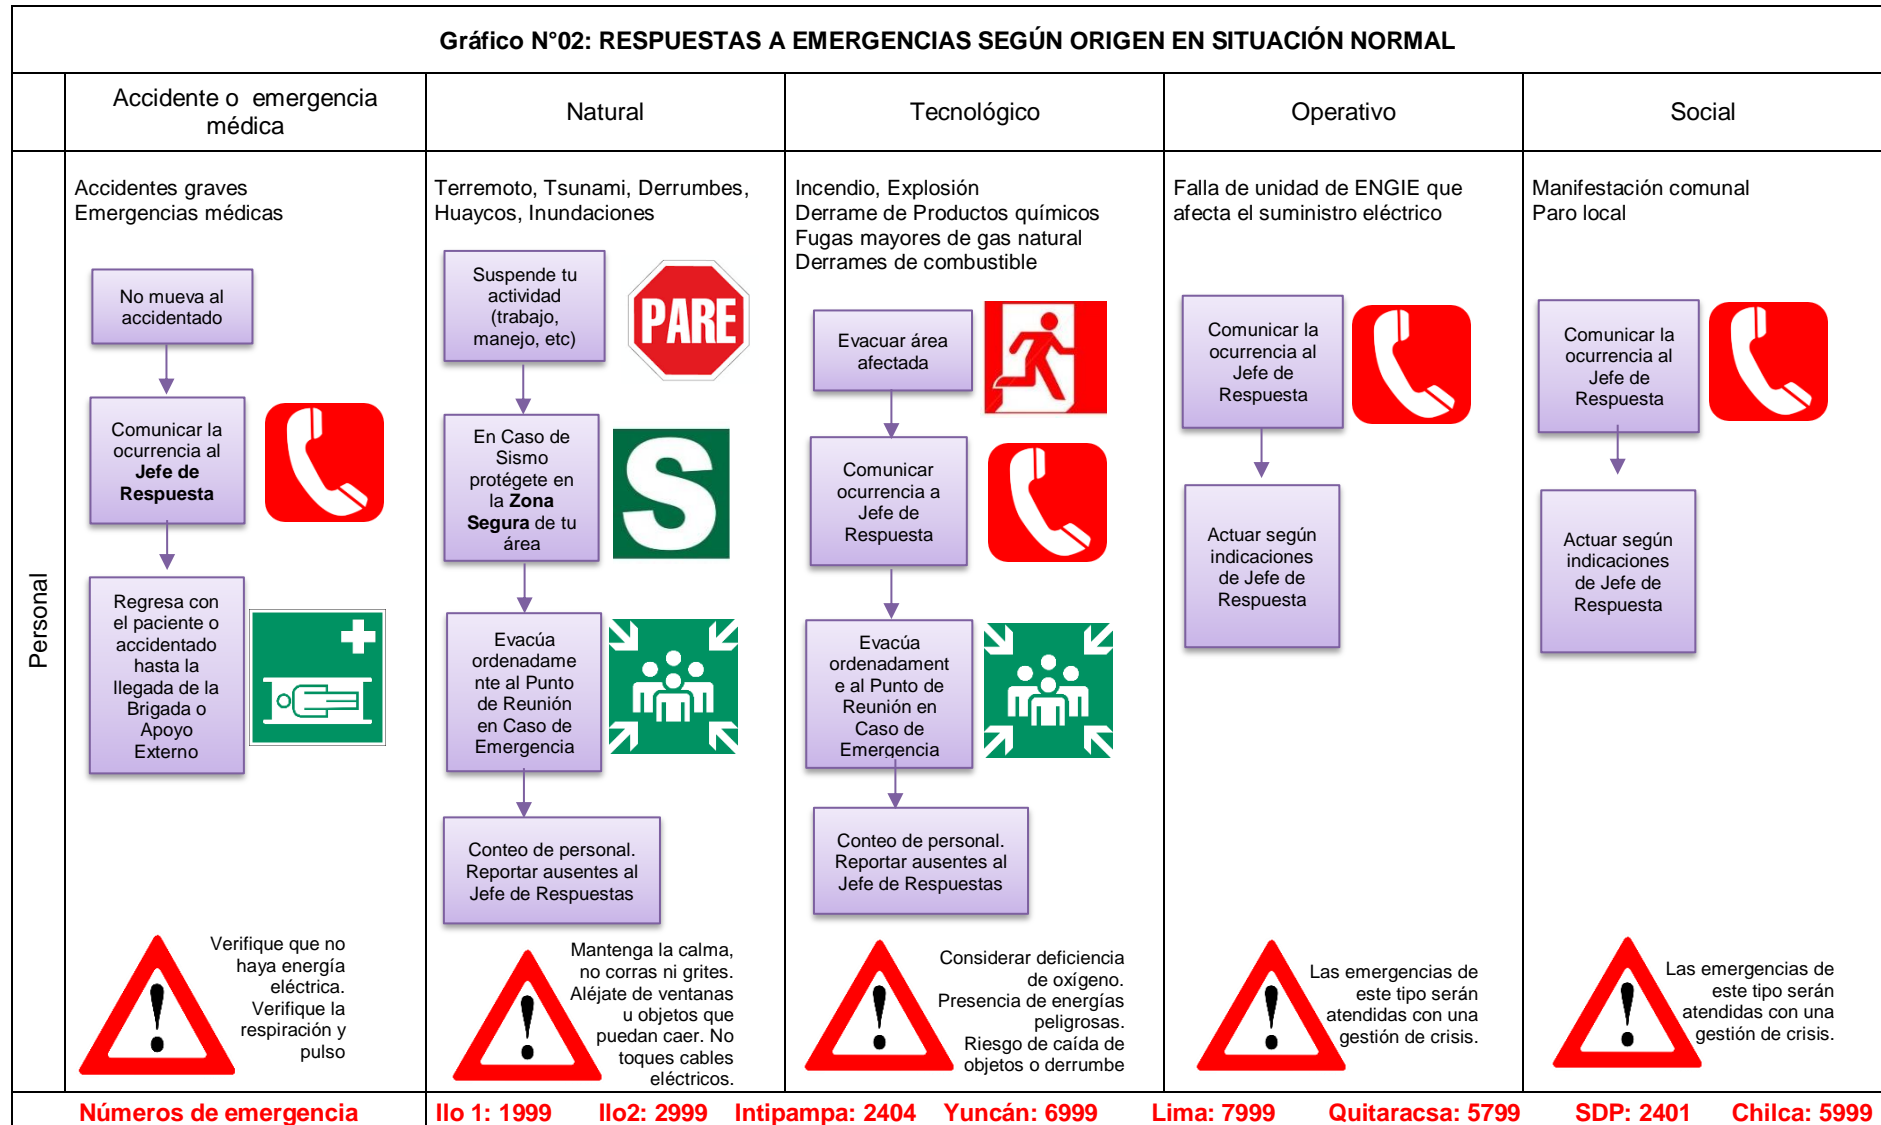 Gráfico N°02: RESPUESTAS A EMERGENCIAS SEGÚN ORIGEN EN SITUACIÓN NORMAL
Accidente o emergencia
médica
Natural
Tecnológico
Operativo
Social
Personal
Accidentes graves
Emergencias médicas
No mueva al
accidentado
Comunicar la
ocurrencia al
Jefe de
Respuesta
Regresa con
el paciente o
accidentado
hasta la
llegada de la
Brigada o
Apoyo
Externo
Verifique que no
haya energía
eléctrica.
Verifique la
respiración y
pulso
Terremoto, Tsunami, Derrumbes,
Huaycos, Inundaciones
Suspende tu
actividad
(trabajo,
manejo, etc)
PARE
En Caso de
Sismo
protégete en
la Zona
Segura de tu
área
S
Evacúa
ordenadame
nte al Punto
de Reunión
en Caso de
Emergencia
Conteo de personal.
Reportar ausentes al
Jefe de Respuestas
Mantenga la calma,
no corras ni grites.
Aléjate de ventanas
u objetos que
puedan caer. No
toques cables
eléctricos.
Incendio, Explosión
Derrame de Productos químicos
Fugas mayores de gas natural
Derrames de combustible
Evacuar área
afectada
Comunicar
ocurrencia a
Jefe de
Respuesta
Evacúa
ordenadament
e al Punto de
Reunión en
Caso de
Emergencia
Conteo de personal.
Reportar ausentes al
Jefe de Respuestas
Considerar deficiencia
de oxígeno.
Presencia de energías
peligrosas.
Riesgo de caída de
objetos o derrumbe
Falla de unidad de ENGIE que
afecta el suministro eléctrico
Comunicar la
ocurrencia al
Jefe de
Respuesta
Actuar según
indicaciones
de Jefe de
Respuesta
Las emergencias de
este tipo serán
atendidas con una
gestión de crisis.
Manifestación comunal
Paro local
Comunicar la
ocurrencia al
Jefe de
Respuesta
Actuar según
indicaciones
de Jefe de
Respuesta
Las emergencias de
este tipo serán
atendidas con una
gestión de crisis.
Números de emergencia
Ilo 1: 1999 Ilo2: 2999 Intipampa: 2404 Yuncán: 6999 Lima: 7999 Quitaracsa: 5799 SDP: 2401 Chilca: 5999